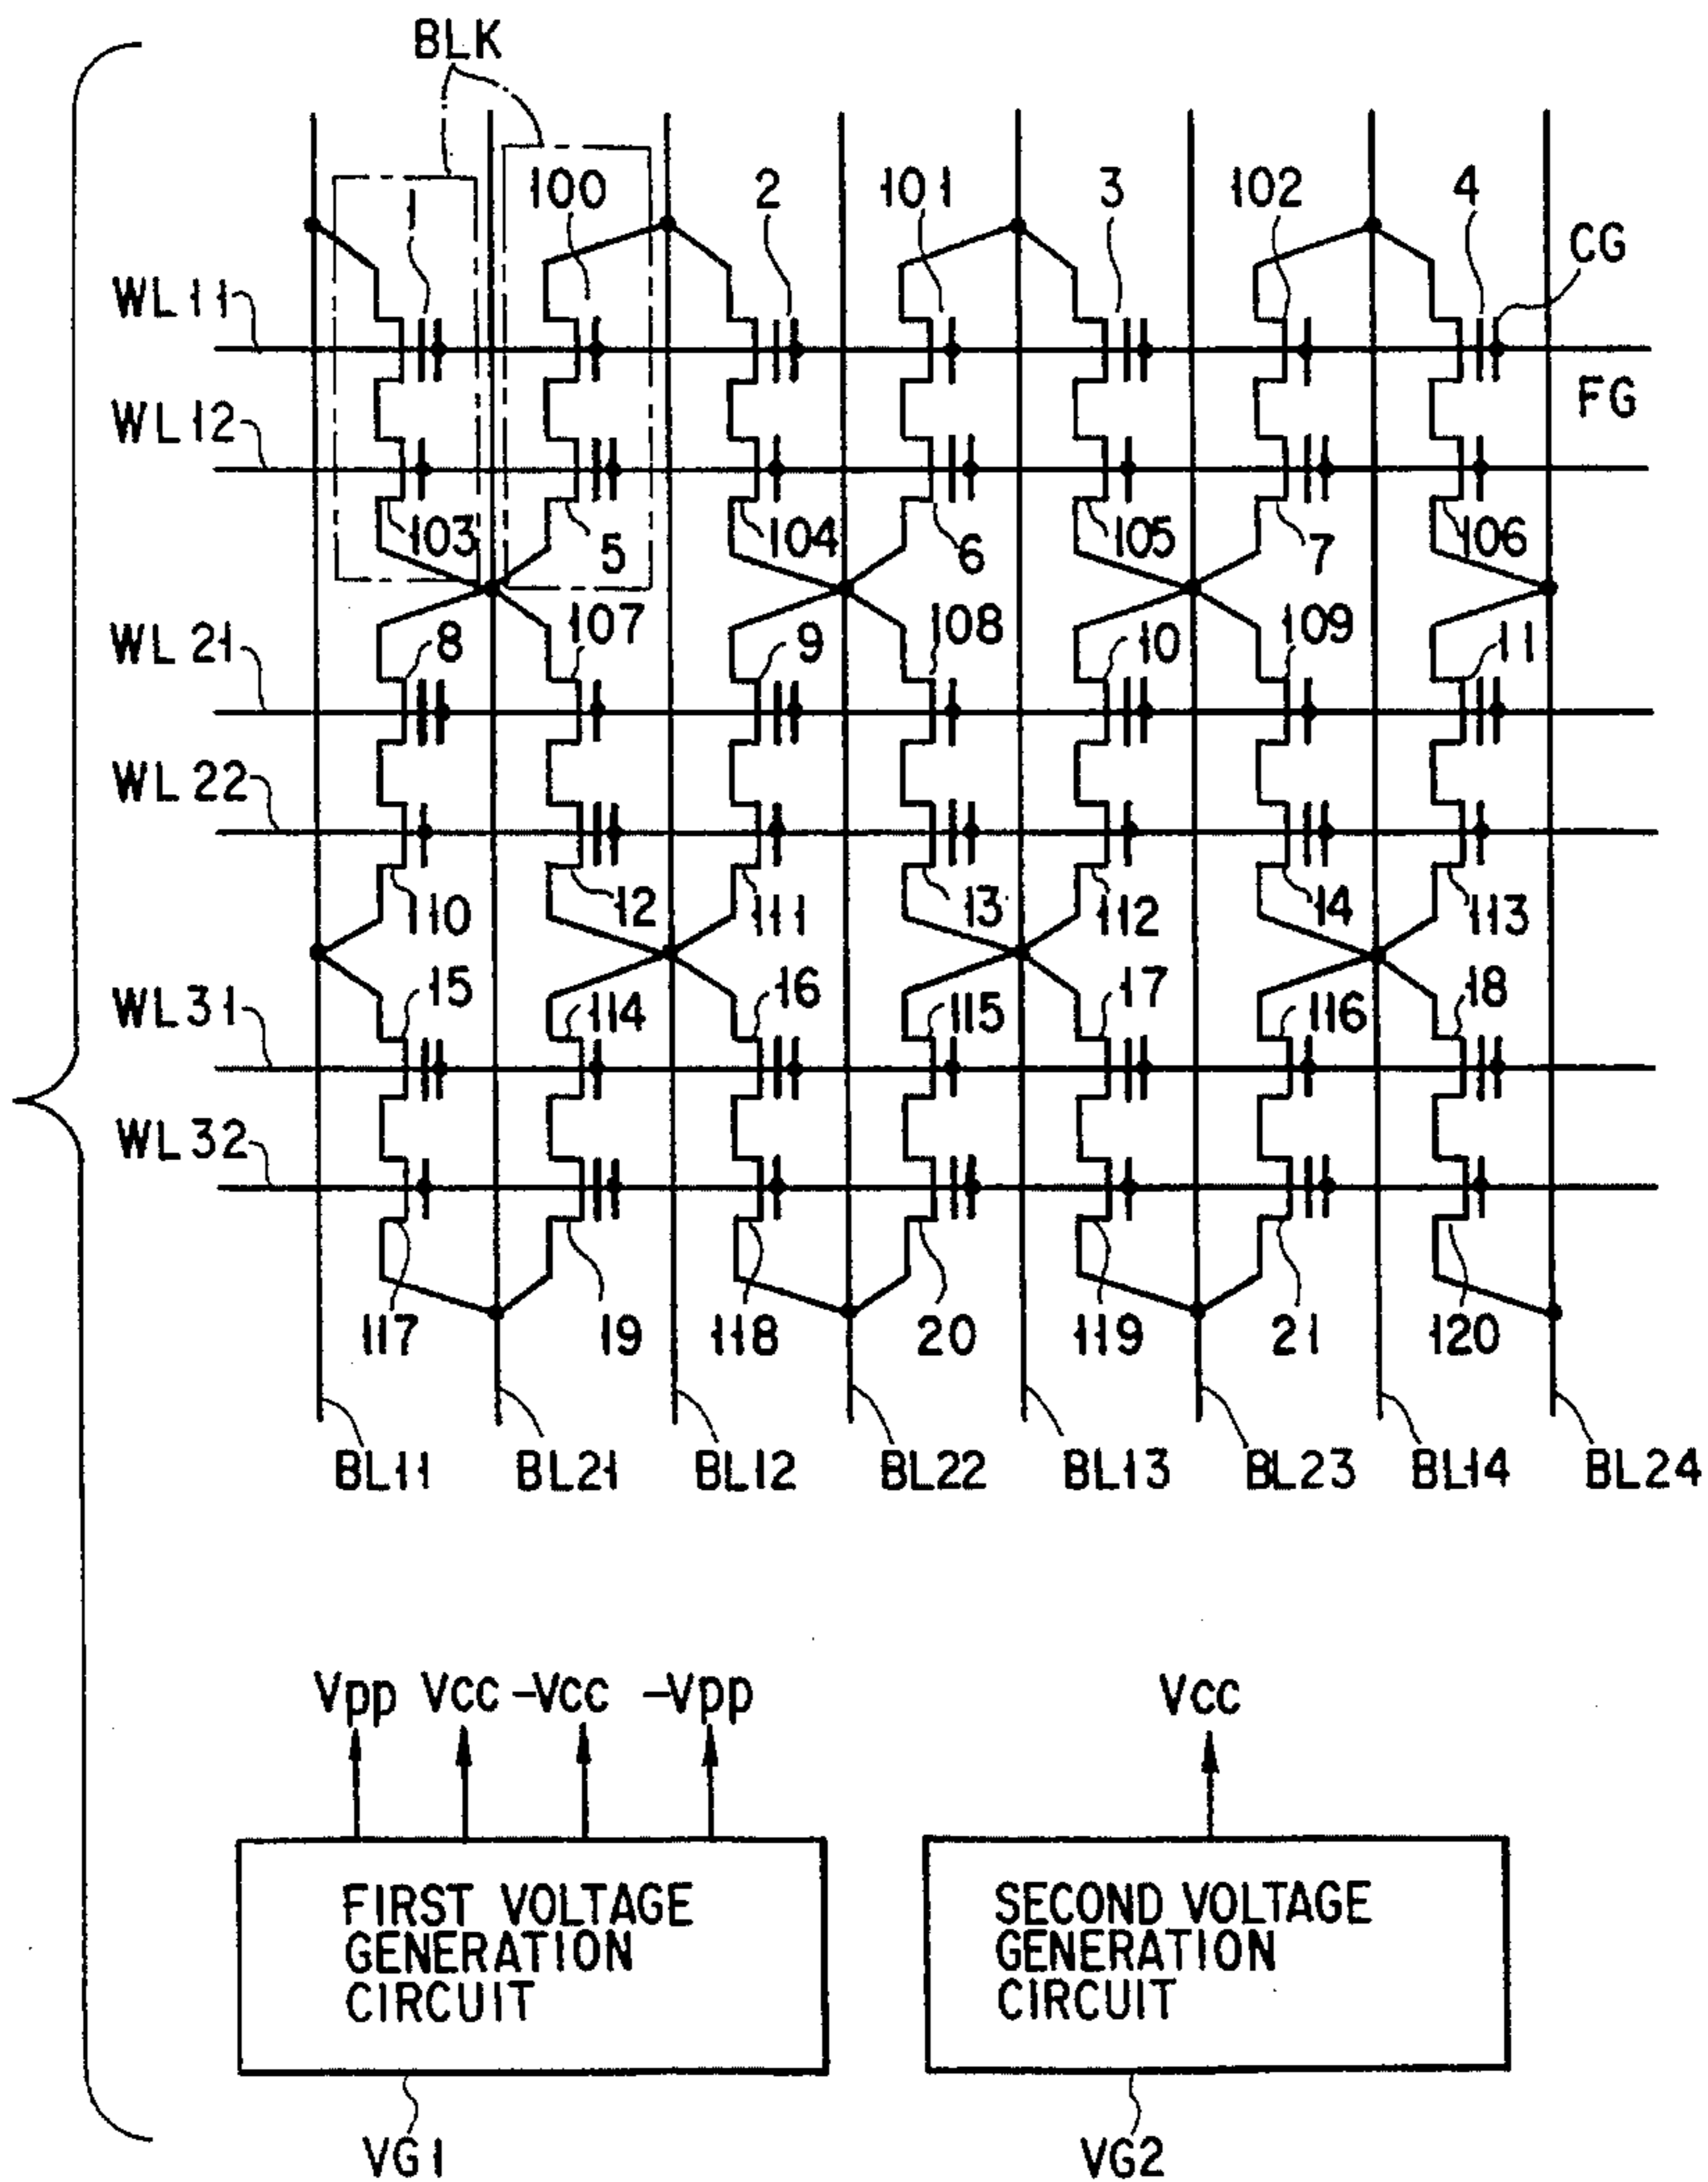 BLK
1 100 2 101 3 102 4 CG
WL11
FG
WL12
103 5 104 6 105 7 106
8 107 9 108 10 109 11
WL21
WL22
110 12 111 13 112 14 113
15 114 16 115 17 116 18
WL31
WL32
117 19 118 20 119 21 120
BL11 BL21 BL12 BL22 BL13 BL23 BL14 BL24
Vpp Vcc -Vcc -Vpp Vcc
FIRST VOLTAGE
GENERATION
CIRCUIT
SECOND VOLTAGE
GENERATION
CIRCUIT
VG1 VG2